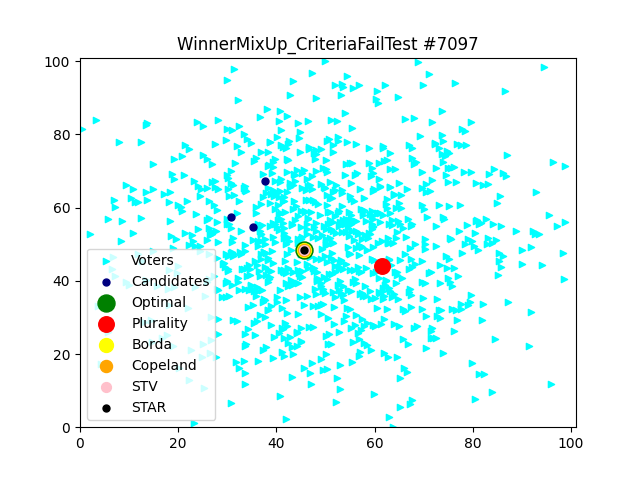 WinnerMixUp_CriteriaFailTest #7097
100
80
60
40
20
0
0
20
40
60
80
100
Voters
Candidates
Optimal
Plurality
Borda
Copeland
STV
STAR